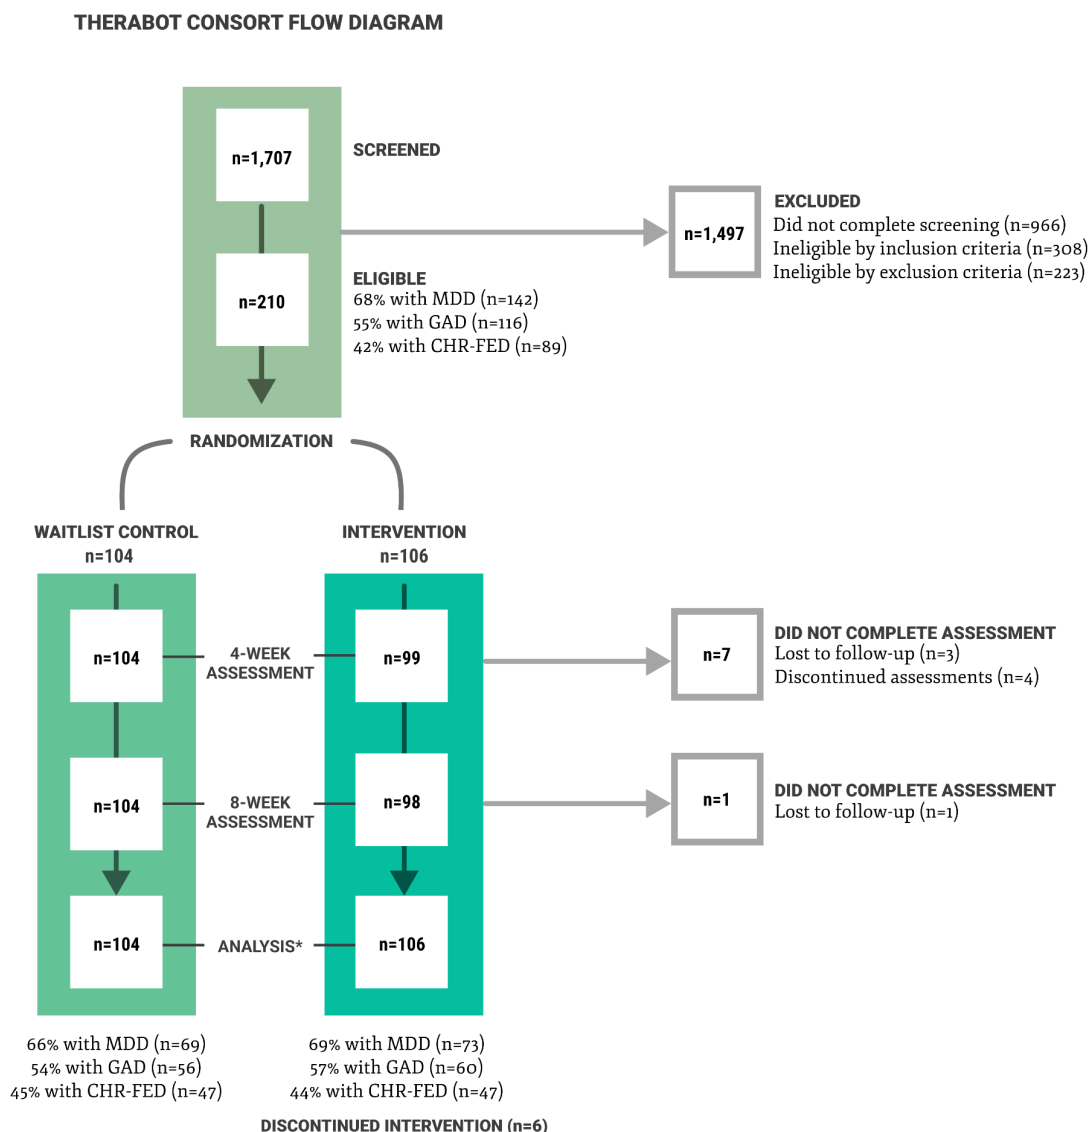 THERABOT CONSORT FLOW DIAGRAM
n=1,707
SCREENED
n=1,497
EXCLUDED
Did not complete screening (n=966)
Ineligible by inclusion criteria (n=308)
Ineligible by exclusion criteria (n=223)
n=210
ELIGIBLE
68% with MDD (n=142)
55% with GAD (n=116)
42% with CHR-FED (n=89)
RANDOMIZATION
WAITLIST CONTROL
n=104
INTERVENTION
n=106
n=104
4-WEEK
ASSESSMENT
n=99
n=7
DID NOT COMPLETE ASSESSMENT
Lost to follow-up (n=3)
Discontinued assessments (n=4)
n=104
8-WEEK
ASSESSMENT
n=98
n=1
DID NOT COMPLETE ASSESSMENT
Lost to follow-up (n=1)
n=104
ANALYSIS*
n=106
66% with MDD (n=69)
54% with GAD (n=56)
45% with CHR-FED (n=47)
69% with MDD (n=73)
57% with GAD (n=60)
44% with CHR-FED (n=47)
DISCONTINUED INTERVENTION (n=6)